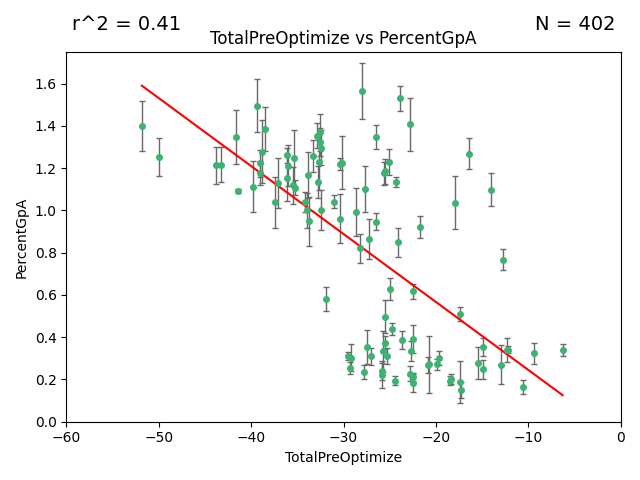 r^2 = 0.41
N = 402
TotalPreOptimize vs PercentGpA
PercentGpA
1.6
1.4
1.2
1.0
0.8
0.6
0.4
0.2
0.0
−60 −50 −40 −30 −20 −10 0
TotalPreOptimize